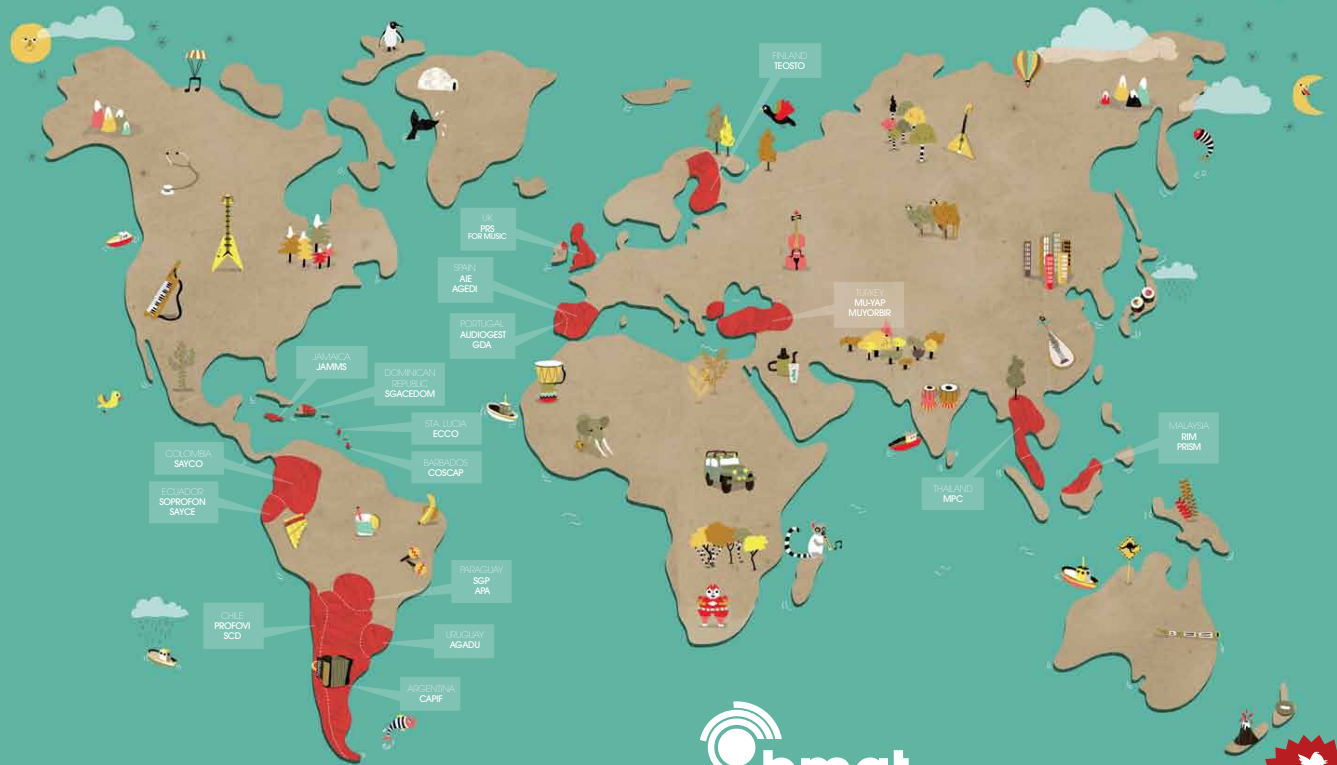 FINLAND
TEOSTO
UK
PRS
FOR MUSIC
SPAIN
AIE
AGEDI
PORTUGAL
AUDIOGEST
GDA
TURKEY
MU-YAP
MUYORBIR
JAMAICA
JAMMS
DOMINICAN
REPUBLIC
SGACEDOM
STA. LUCIA
ECCO
BARBADOS
COSCAP
COLOMBIA
SAYCO
ECUADOR
SOPROFON
SAYCE
MALAYSIA
RIM
PRISM
THAILAND
MPC
PARAGUAY
SGP
APA
CHILE
PROFOVI
SCD
URUGUAY
AGADU
ARGENTINA
CAPIF
bmat